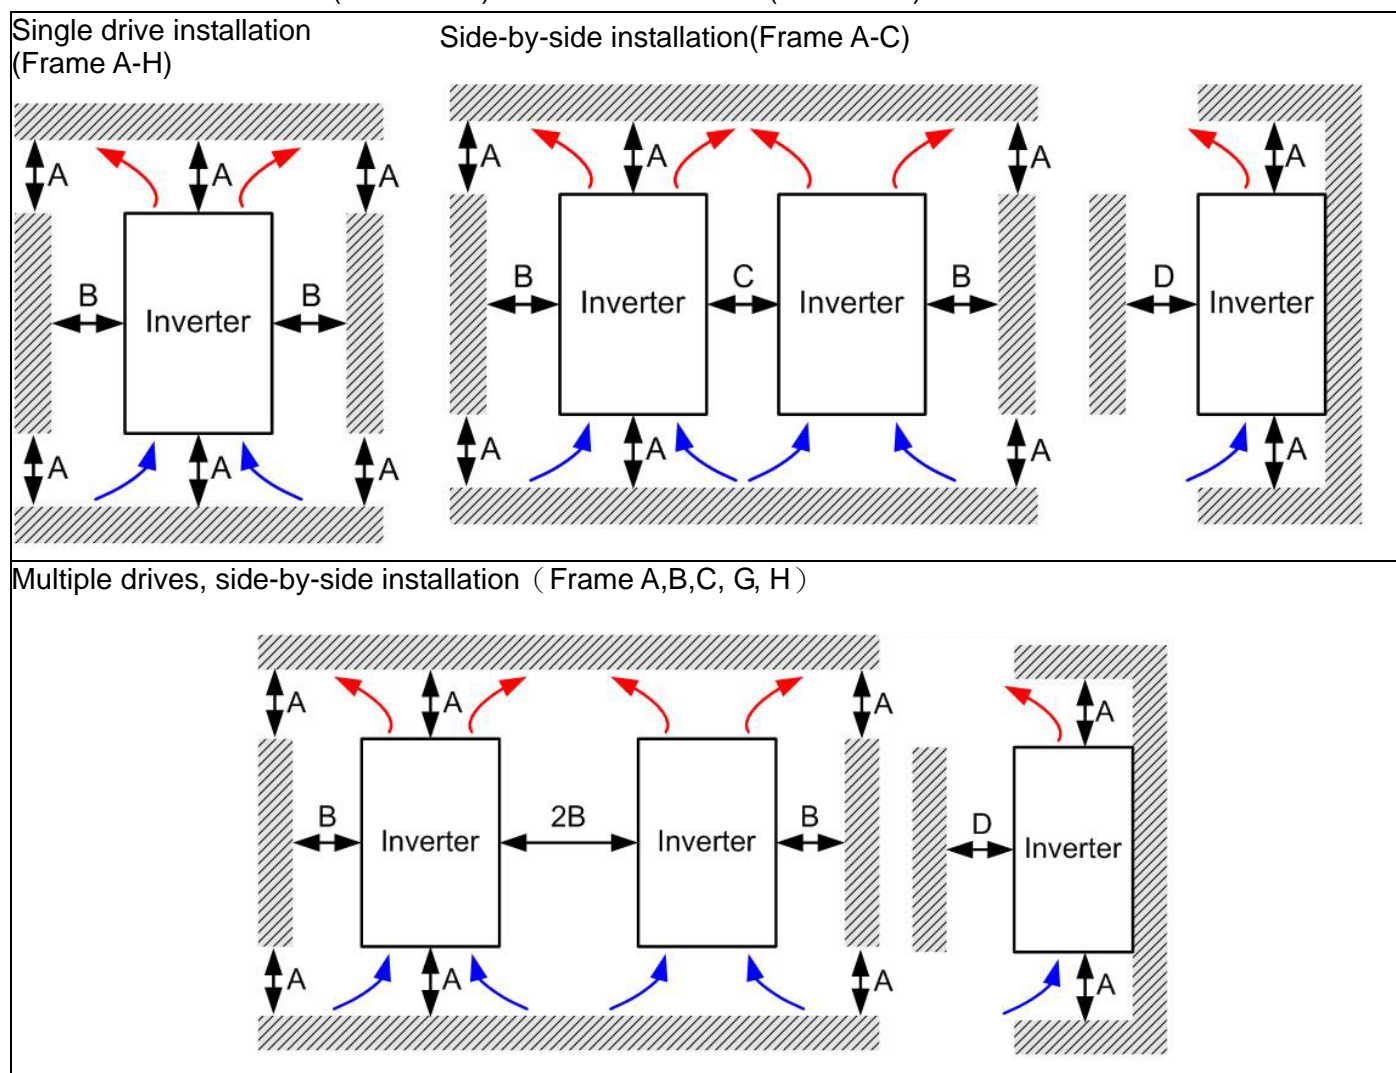 Single drive installation
(Frame A-H)
Side-by-side installation(Frame A-C)
A
A
A
B
Inverter
B
A
A
A
A
A
A
B
Inverter
C
Inverter
B
A
A
A
A
D
Inverter
A
Multiple drives, side-by-side installation（Frame A,B,C, G, H）
A
A
A
B
Inverter
2B
Inverter
B
A
A
A
A
D
Inverter
A